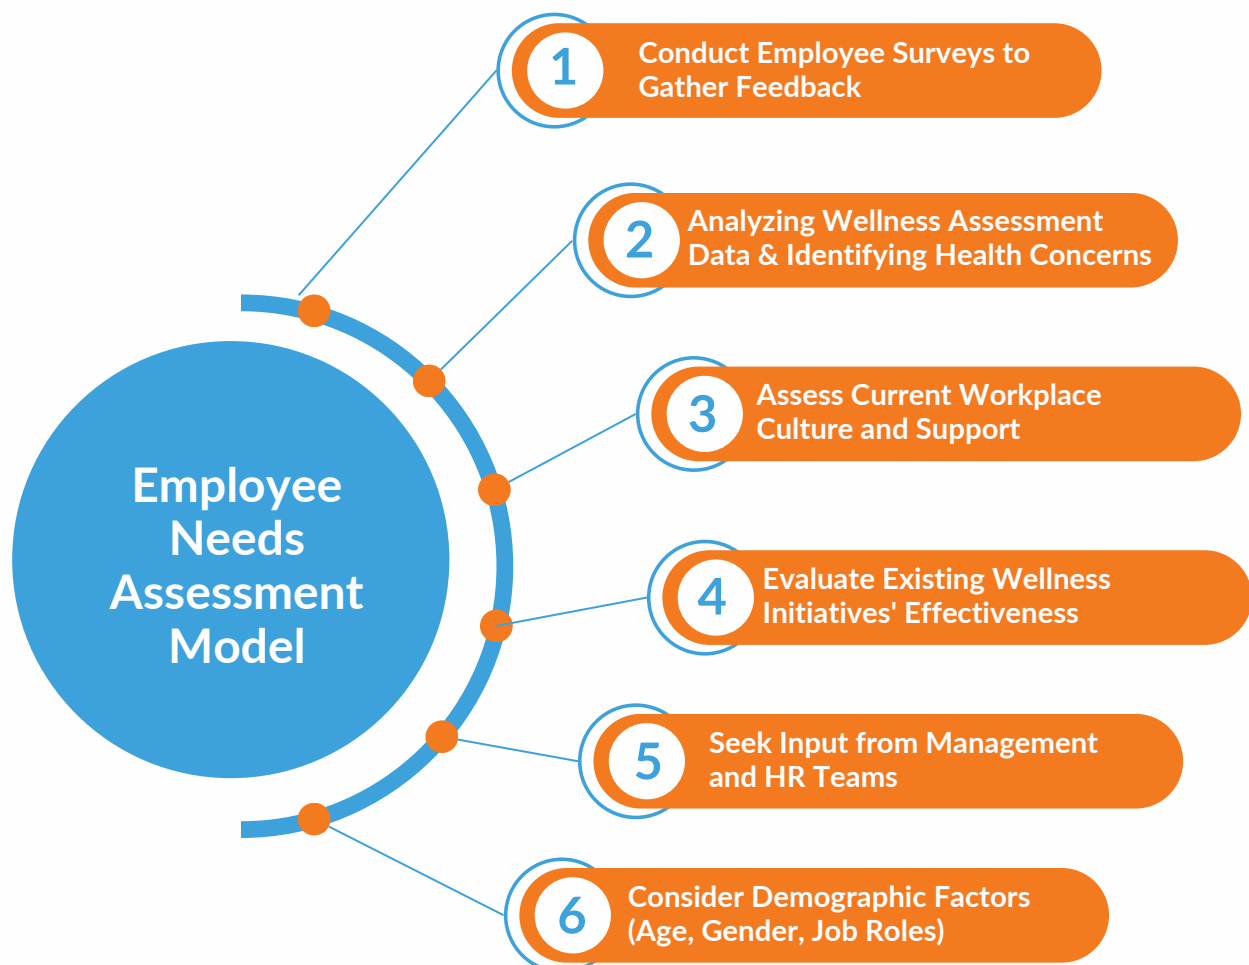 Employee
Needs
Assessment
Model
1
Conduct Employee Surveys to
Gather Feedback
2
Analyzing Wellness Assessment
Data & Identifying Health Concerns
3
Assess Current Workplace
Culture and Support
4
Evaluate Existing Wellness
Initiatives' Effectiveness
5
Seek Input from Management
and HR Teams
6
Consider Demographic Factors
(Age, Gender, Job Roles)